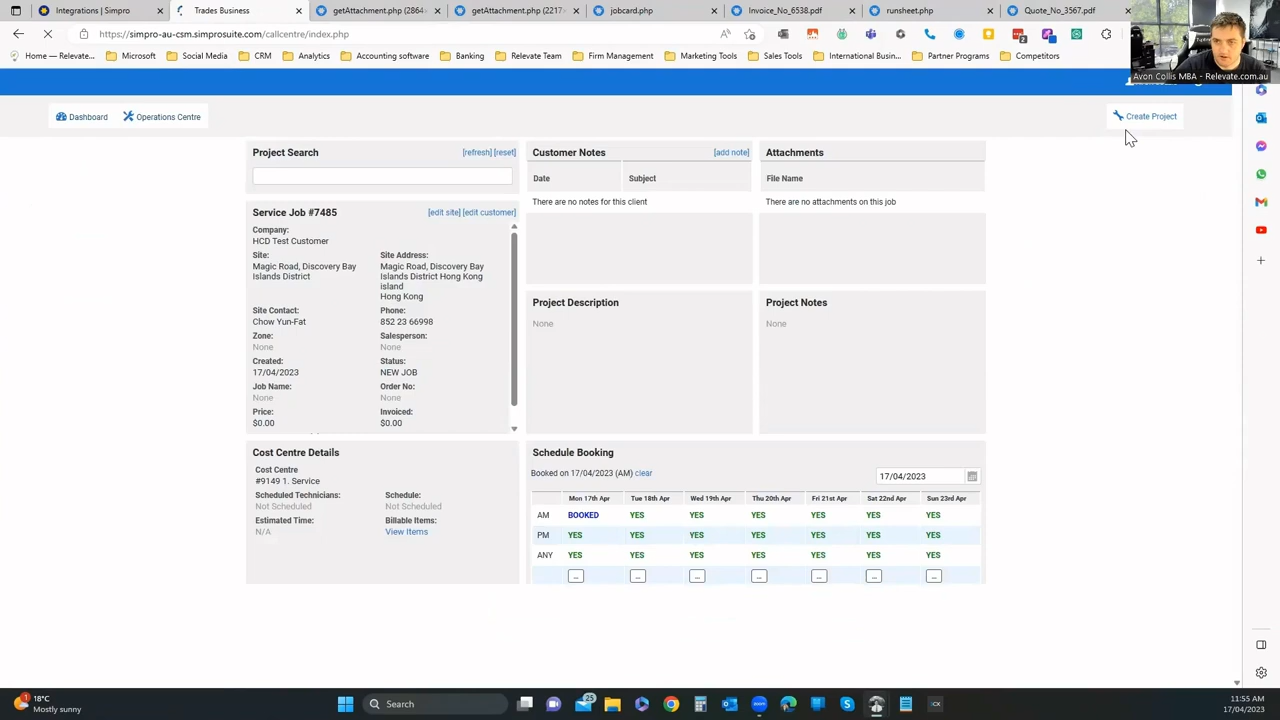 Integrations | Simpro
Trades Business
getAttachment.php (2864×
getAttachment.php (2217×
jobcard.php
Invoice_No_6538.pdf
runsheet.php
Quote_No_3567.pdf
https://simpro-au-csm.simprosuite.com/callcentre/index.php
Home — Relevate...
Microsoft
Social Media
CRM
Analytics
Accounting software
Banking
Relevate Team
Firm Management
Marketing Tools
Sales Tools
International Busin...
Partner Programs
Competitors
Avon Collis MBA - Relevate.com.au
Dashboard
Operations Centre
Create Project
Project Search
[refresh] [reset]
Customer Notes
[add note]
Attachments
Date
Subject
File Name
There are no notes for this client
There are no attachments on this job
Service Job #7485
[edit site] [edit customer]
Company:
HCD Test Customer
Site:
Magic Road, Discovery Bay
Islands District
Site Address:
Magic Road, Discovery Bay
Islands District Hong Kong
island
Hong Kong
Site Contact:
Chow Yun-Fat
Phone:
852 23 66998
Zone:
None
Salesperson:
None
Created:
17/04/2023
Status:
NEW JOB
Job Name:
None
Order No:
None
Price:
$0.00
Invoiced:
$0.00
Project Description
None
Project Notes
None
Cost Centre Details
Cost Centre
#9149 1. Service
Scheduled Technicians:
Not Scheduled
Schedule:
Not Scheduled
Estimated Time:
N/A
Billable Items:
View Items
Schedule Booking
Booked on 17/04/2023 (AM) clear
17/04/2023
Mon 17th Apr Tue 18th Apr Wed 19th Apr Thu 20th Apr Fri 21st Apr Sat 22nd Apr Sun 23rd Apr
AM BOOKED YES YES YES YES YES YES
PM YES YES YES YES YES YES YES
ANY YES YES YES YES YES YES YES
... ... ... ... ... ... ...
18°C
Mostly sunny
Search
25
11:55 AM
17/04/2023